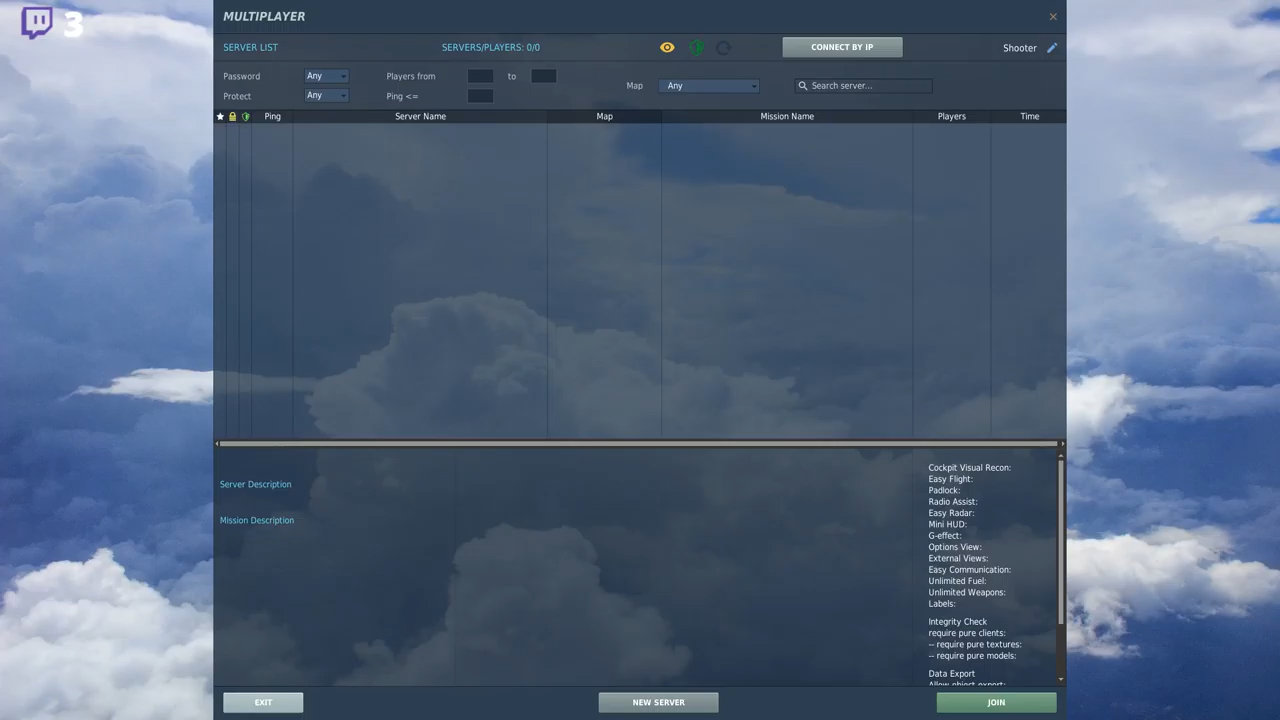 3
MULTIPLAYER
SERVER LIST
SERVERS/PLAYERS: 0/0
CONNECT BY IP
Shooter
Password
Any
Players from
to
Map
Any
Search server...
Protect
Any
Ping <=
Ping
Server Name
Map
Mission Name
Players
Time
Server Description
Mission Description
Cockpit Visual Recon:
Easy Flight:
Padlock:
Radio Assist:
Easy Radar:
Mini HUD:
G-effect:
Options View:
External Views:
Easy Communication:
Unlimited Fuel:
Unlimited Weapons:
Labels:
Integrity Check
require pure clients:
-- require pure textures:
-- require pure models:
Data Export
Allow object export:
EXIT
NEW SERVER
JOIN